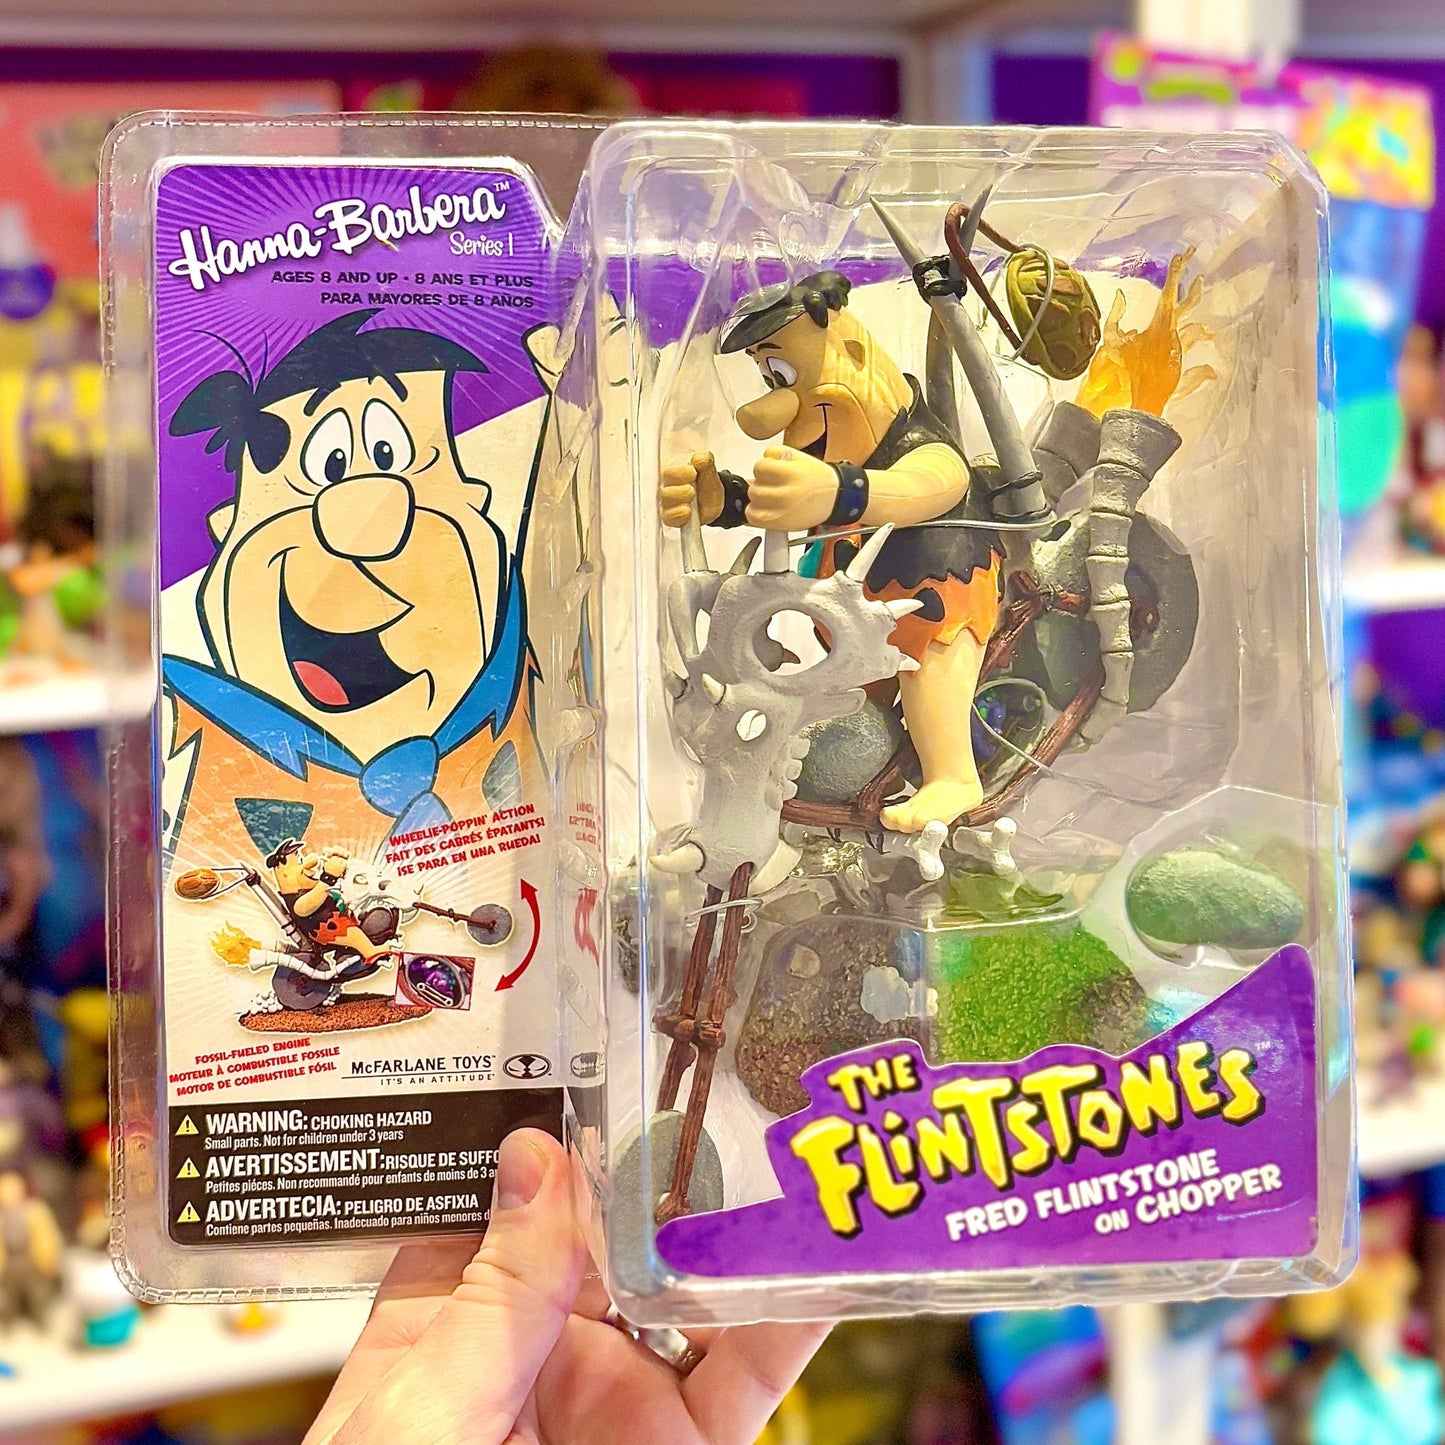 Hanna-Barbera™
Series 1
AGES 8 AND UP · 8 ANS ET PLUS
PARA MAYORES DE 8 AÑOS
WHEELIE-POPPIN' ACTION
FAIT DES CABRÉS ÉPATANTS!
¡SE PARA EN UNA RUEDA!
FOSSIL-FUELED ENGINE
MOTEUR À COMBUSTIBLE FOSSILE
MOTOR DE COMBUSTIBLE FÓSIL
McFARLANE TOYS™
IT'S AN ATTITUDE
WARNING: CHOKING HAZARD
Small parts. Not for children under 3 years
AVERTISSEMENT: RISQUE DE SUFFO
Petites pièces. Non recommandé pour enfants de moins de 3 a
ADVERTECIA: PELIGRO DE ASFIXIA
Contiene partes pequeñas. Inadecuado para niños menores d
THE
FLINTSTONES™
FRED FLINTSTONE
ON CHOPPER